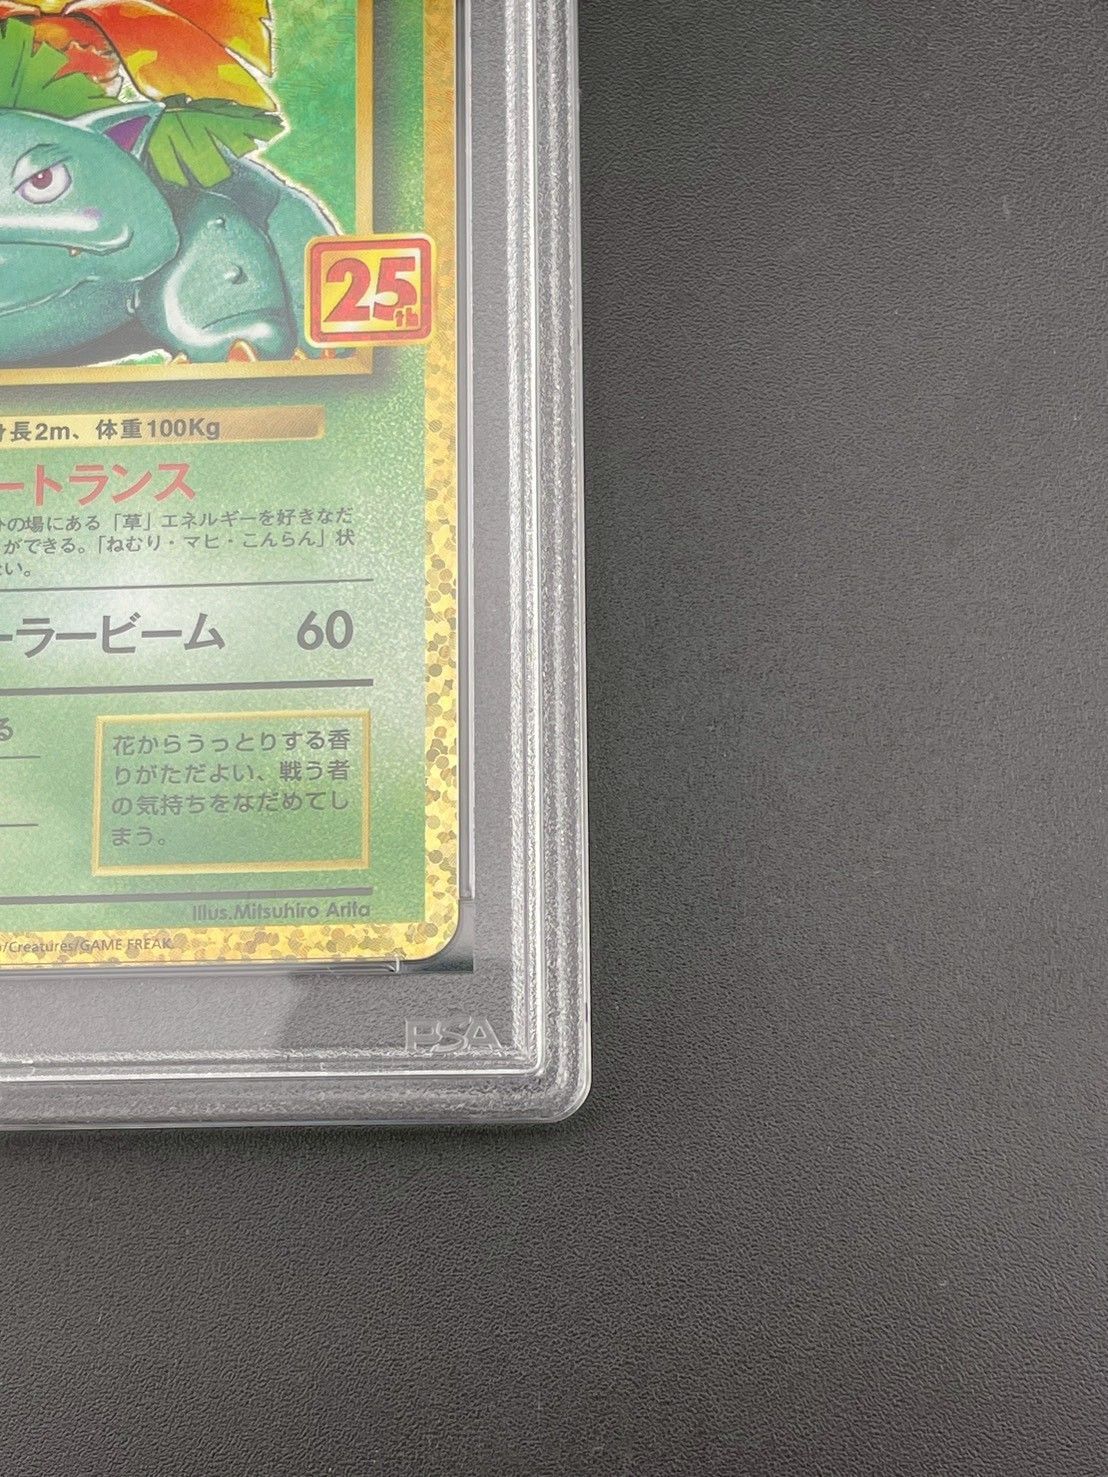 25th
長2m、体重100Kg
ートランス
の場にある「草」エネルギーを好きなだ
ができる。「ねむり・マヒ・こんらん」状
い。
ーラービーム 60
る
花からうっとりする香
りがただよい、戦う者
の気持ちをなだめてし
まう。
Illus.Mitsuhiro Arita
/Creatures/GAME FREAK
PSA